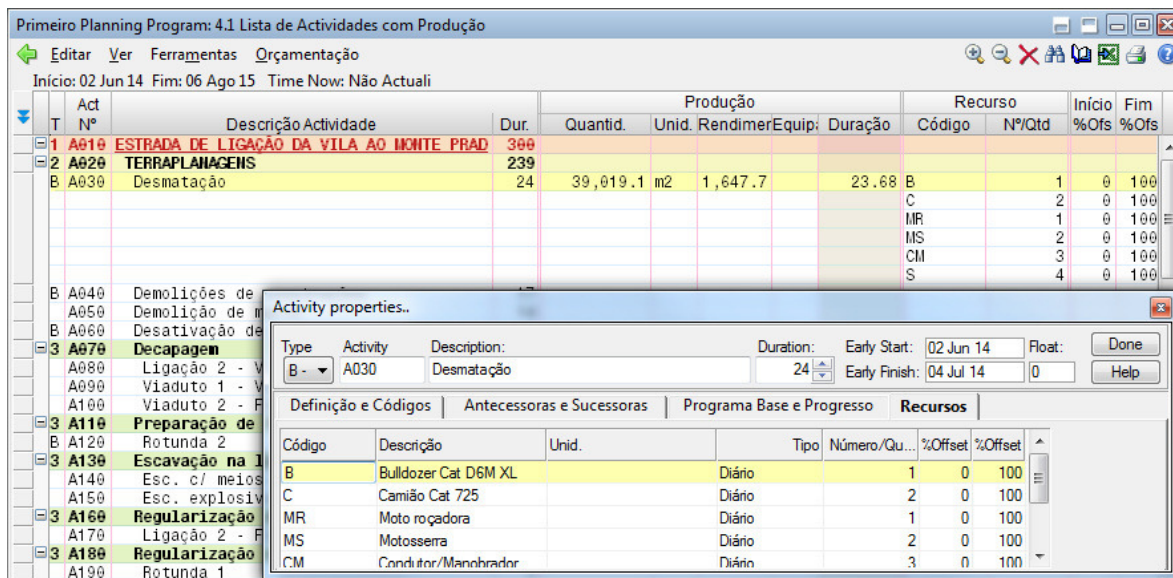 Primeiro Planning Program: 4.1 Lista de Actividades com Produção
Editar Ver Ferramentas Orçamentação
Início: 02 Jun 14 Fim: 06 Ago 15 Time Now: Não Actuali
Act Produção Recurso Início Fim
T Nº Descrição Actividade Dur. Quantid. Unid. Rendimer Equip Duração Código Nº/Qtd %Ofs %Ofs
1 A010 ESTRADA DE LIGAÇÃO DA VILA AO MONTE PRAD 300
2 A020 TERRAPLANAGENS 239
B A030 Desmatação 24 39,019.1 m2 1,647.7 23.68 B 1 0 100
C 2 0 100
MR 1 0 100
MS 2 0 100
CM 3 0 100
S 4 0 100
B A040 Demolições de
A050 Demolição de m
B A060 Desativação de
3 A070 Decapagem
A080 Ligação 2 - V
A090 Viaduto 1 - V
A100 Viaduto 2 - F
3 A110 Preparação de
B A120 Rotunda 2
3 A130 Escavação na l
A140 Esc. c/ meios
A150 Esc. explosiv
3 A160 Regularização
A170 Ligação 2 - F
3 A180 Regularização
A190 Rotunda 1
Activity properties..
Type Activity Description: Duration: Early Start: 02 Jun 14 Float: Done
B - A030 Desmatação 24 Early Finish: 04 Jul 14 0 Help
Definição e Códigos Antecessoras e Sucessoras Programa Base e Progresso Recursos
Código Descrição Unid. Tipo Número/Qu... %Offset %Offset
B Bulldozer Cat D6M XL Diário 1 0 100
C Camião Cat 725 Diário 2 0 100
MR Moto roçadora Diário 1 0 100
MS Motosserra Diário 2 0 100
CM Condutor/Manobrador Diário 3 0 100